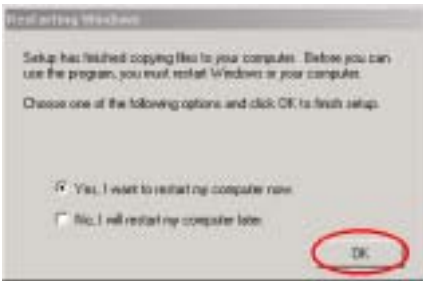 Restarting Windows
Setup has finished copying files to your computer. Before you can
use the program, you must restart Windows or your computer.
Choose one of the following options and click OK to finish setup.
Yes, I want to restart my computer now.
No, I will restart my computer later.
OK